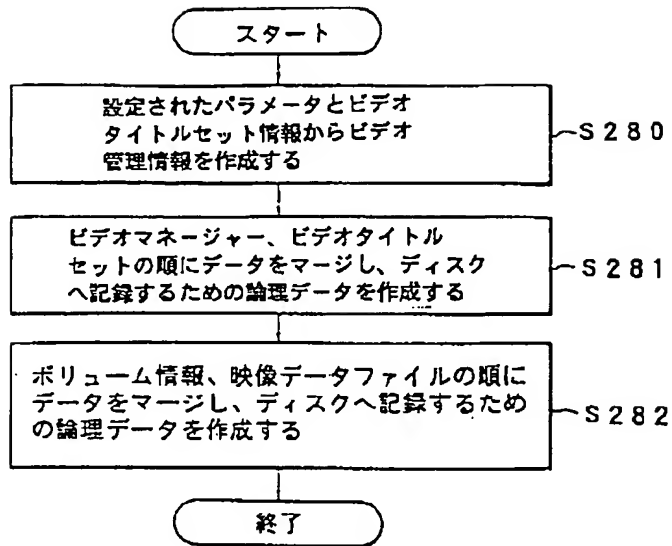 スタート
設定されたパラメータとビデオ
タイトルセット情報からビデオ
管理情報を作成する
S280
ビデオマネージャー、ビデオタイトル
セットの順にデータをマージし、ディスク
へ記録するための論理データを作成する
S281
ボリューム情報、映像データファイルの順に
データをマージし、ディスクへ記録するため
の論理データを作成する
S282
終了